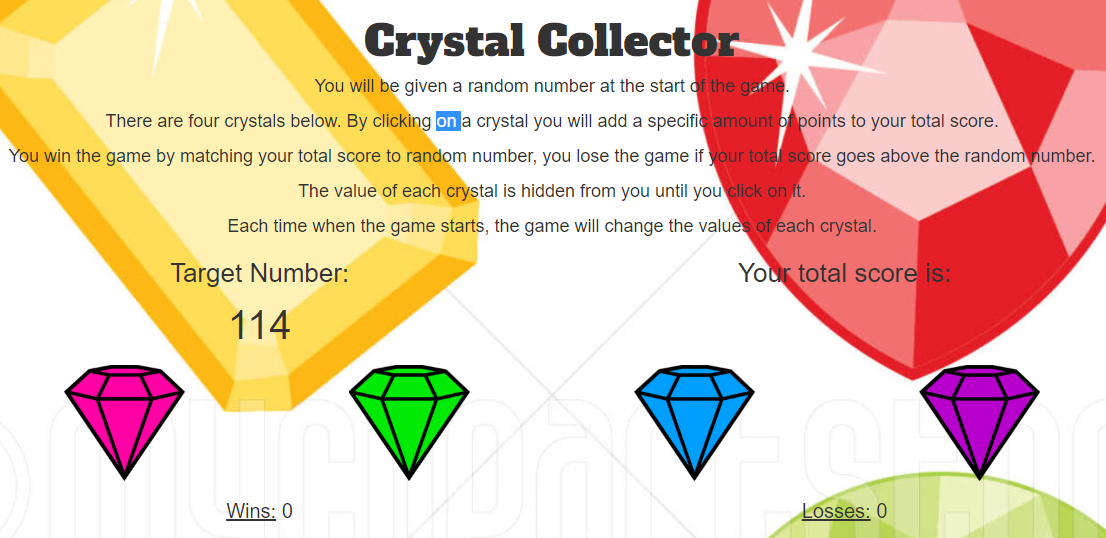 Crystal Collector
You will be given a random number at the start of the game.
There are four crystals below. By clicking on a crystal you will add a specific amount of points to your total score.
You win the game by matching your total score to random number, you lose the game if your total score goes above the random number.
The value of each crystal is hidden from you until you click on it.
Each time when the game starts, the game will change the values of each crystal.
Target Number:
Your total score is:
114
Wins: 0
Losses: 0